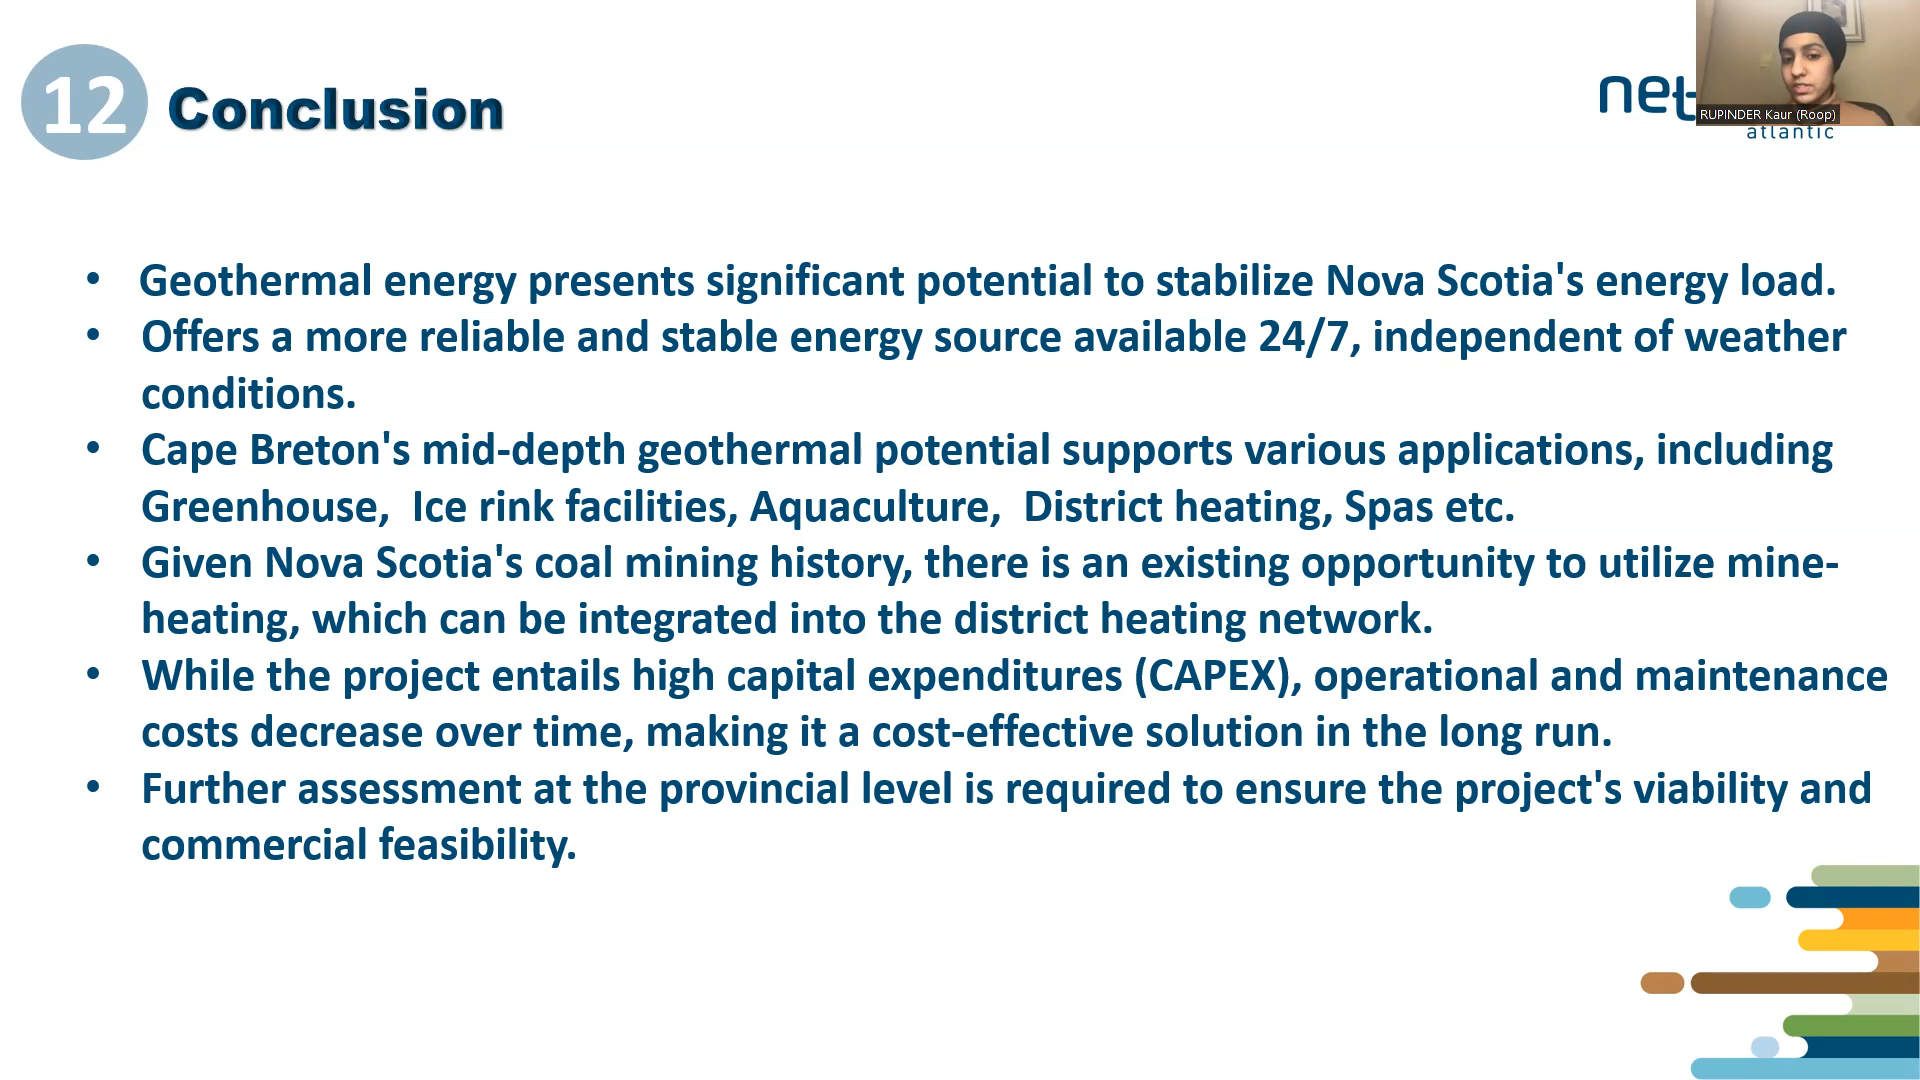 12 Conclusion
net
RUPINDER Kaur (Roop)
atlantic
• Geothermal energy presents significant potential to stabilize Nova Scotia's energy load.
• Offers a more reliable and stable energy source available 24/7, independent of weather
conditions.
• Cape Breton's mid-depth geothermal potential supports various applications, including
Greenhouse, Ice rink facilities, Aquaculture, District heating, Spas etc.
• Given Nova Scotia's coal mining history, there is an existing opportunity to utilize mine-
heating, which can be integrated into the district heating network.
• While the project entails high capital expenditures (CAPEX), operational and maintenance
costs decrease over time, making it a cost-effective solution in the long run.
• Further assessment at the provincial level is required to ensure the project's viability and
commercial feasibility.